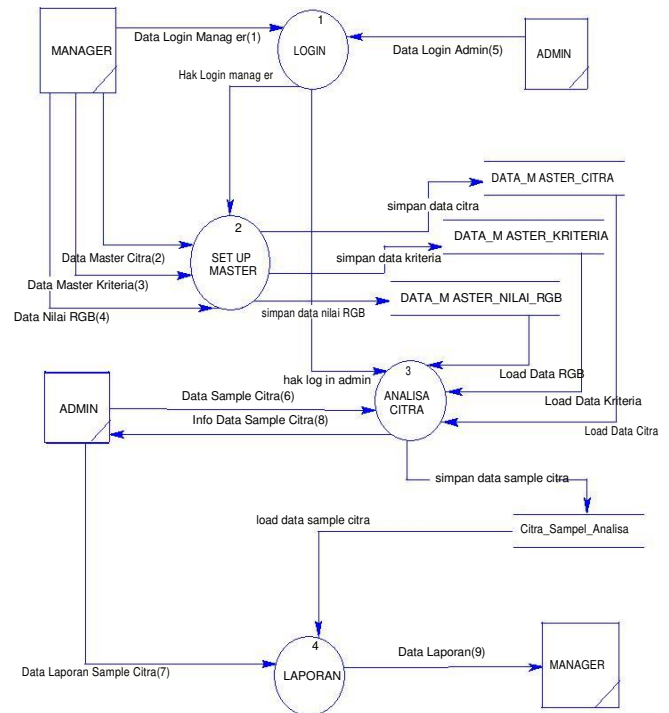 1
Data Login Manag er(1)
MANAGER
LOGIN
Data Login Admin(5)
ADMIN
Hak Login manag er
DATA_M ASTER_CITRA
simpan data citra
2
DATA_M ASTER_KRITERIA
Data Master Citra(2)
SET UP
MASTER
simpan data kriteria
Data Master Kriteria(3)
DATA_M ASTER_NILAI_RGB
simpan data nilai RGB
Data Nilai RGB(4)
3
Load Data RGB
hak log in admin
Data Sample Citra(6)
ANALISA
CITRA
Load Data Kriteria
ADMIN
Info Data Sample Citra(8)
Load Data Citra
simpan data sample citra
load data sample citra
Citra_Sampel_Analisa
4
Data Laporan(9)
Data Laporan Sample Citra(7)
LAPORAN
MANAGER